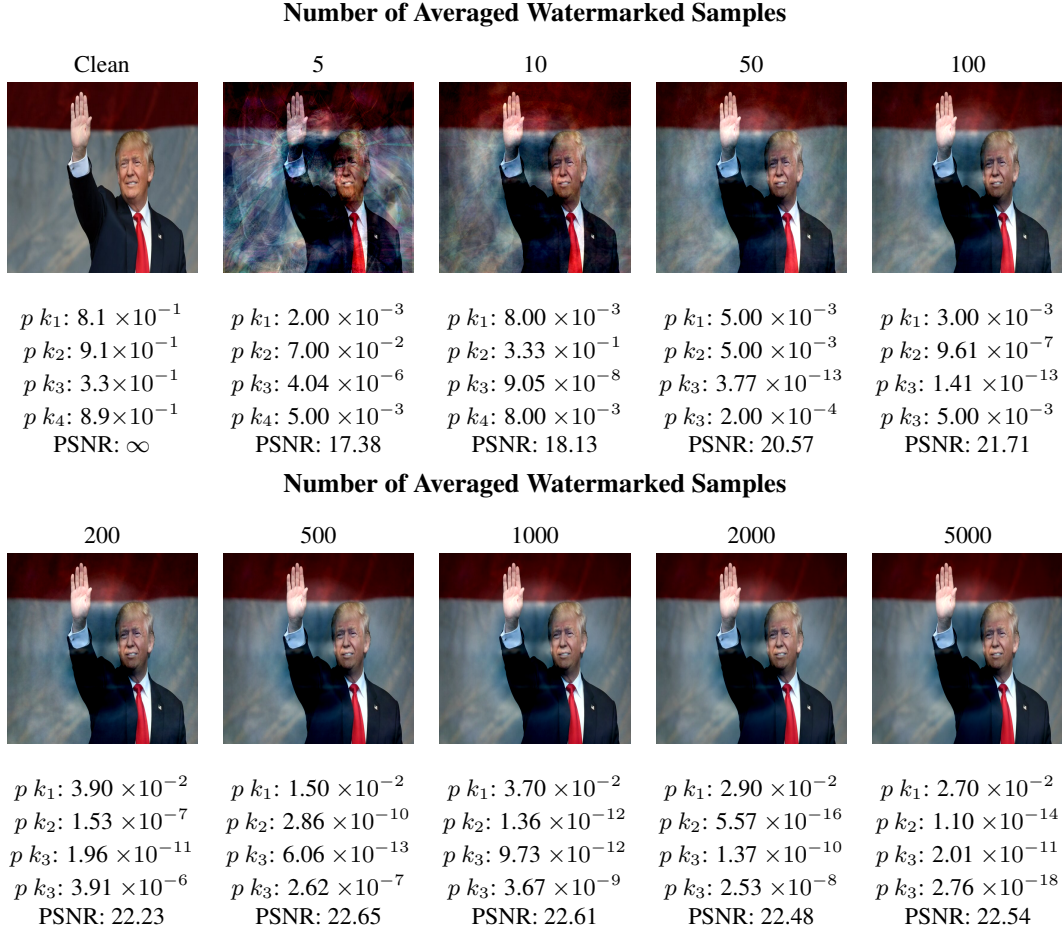 Number of Averaged Watermarked Samples
Clean 5 10 50 100
p k₁: 8.1 ×10⁻¹ p k₁: 2.00 ×10⁻³ p k₁: 8.00 ×10⁻³ p k₁: 5.00 ×10⁻³ p k₁: 3.00 ×10⁻³
p k₂: 9.1×10⁻¹ p k₂: 7.00 ×10⁻² p k₂: 3.33 ×10⁻¹ p k₂: 5.00 ×10⁻³ p k₂: 9.61 ×10⁻⁷
p k₃: 3.3×10⁻¹ p k₃: 4.04 ×10⁻⁶ p k₃: 9.05 ×10⁻⁸ p k₃: 3.77 ×10⁻¹³ p k₃: 1.41 ×10⁻¹³
p k₄: 8.9×10⁻¹ p k₄: 5.00 ×10⁻³ p k₄: 8.00 ×10⁻³ p k₃: 2.00 ×10⁻⁴ p k₃: 5.00 ×10⁻³
PSNR: ∞ PSNR: 17.38 PSNR: 18.13 PSNR: 20.57 PSNR: 21.71
Number of Averaged Watermarked Samples
200 500 1000 2000 5000
p k₁: 3.90 ×10⁻² p k₁: 1.50 ×10⁻² p k₁: 3.70 ×10⁻² p k₁: 2.90 ×10⁻² p k₁: 2.70 ×10⁻²
p k₂: 1.53 ×10⁻⁷ p k₂: 2.86 ×10⁻¹⁰ p k₂: 1.36 ×10⁻¹² p k₂: 5.57 ×10⁻¹⁶ p k₂: 1.10 ×10⁻¹⁴
p k₃: 1.96 ×10⁻¹¹ p k₃: 6.06 ×10⁻¹³ p k₃: 9.73 ×10⁻¹² p k₃: 1.37 ×10⁻¹⁰ p k₃: 2.01 ×10⁻¹¹
p k₃: 3.91 ×10⁻⁶ p k₃: 2.62 ×10⁻⁷ p k₃: 3.67 ×10⁻⁹ p k₃: 2.53 ×10⁻⁸ p k₃: 2.76 ×10⁻¹⁸
PSNR: 22.23 PSNR: 22.65 PSNR: 22.61 PSNR: 22.48 PSNR: 22.54